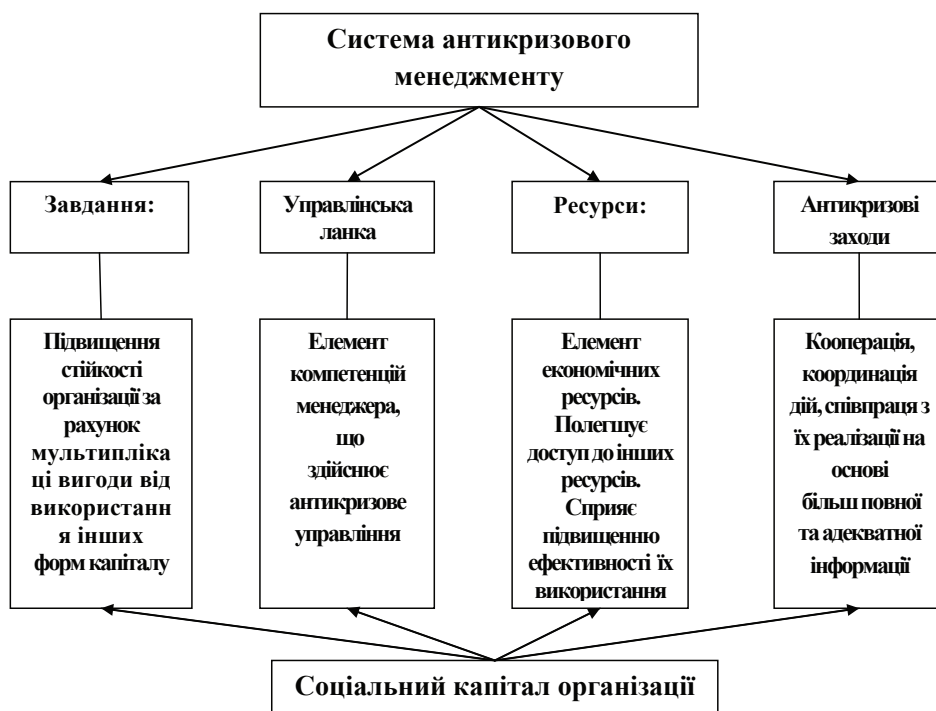 Система антикризового
менеджменту
Завдання:
Управлінська
ланка
Ресурси:
Антикризові
заходи
Підвищення
стійкості
організації за
рахунок
мультипліка
ці вигоди від
використанн
я інших
форм капіталу
Елемент
компетенцій
менеджера,
що
здійснює
антикризове
управління
Елемент
економічних
ресурсів.
Полегшує
доступ до інших
ресурсів.
Сприяє
підвищенню
ефективності їх
використання
Кооперація,
координація
дій, співпраця з
їх реалізації на
основі
більш повної
та адекватної
інформації
Соціальний капітал організації